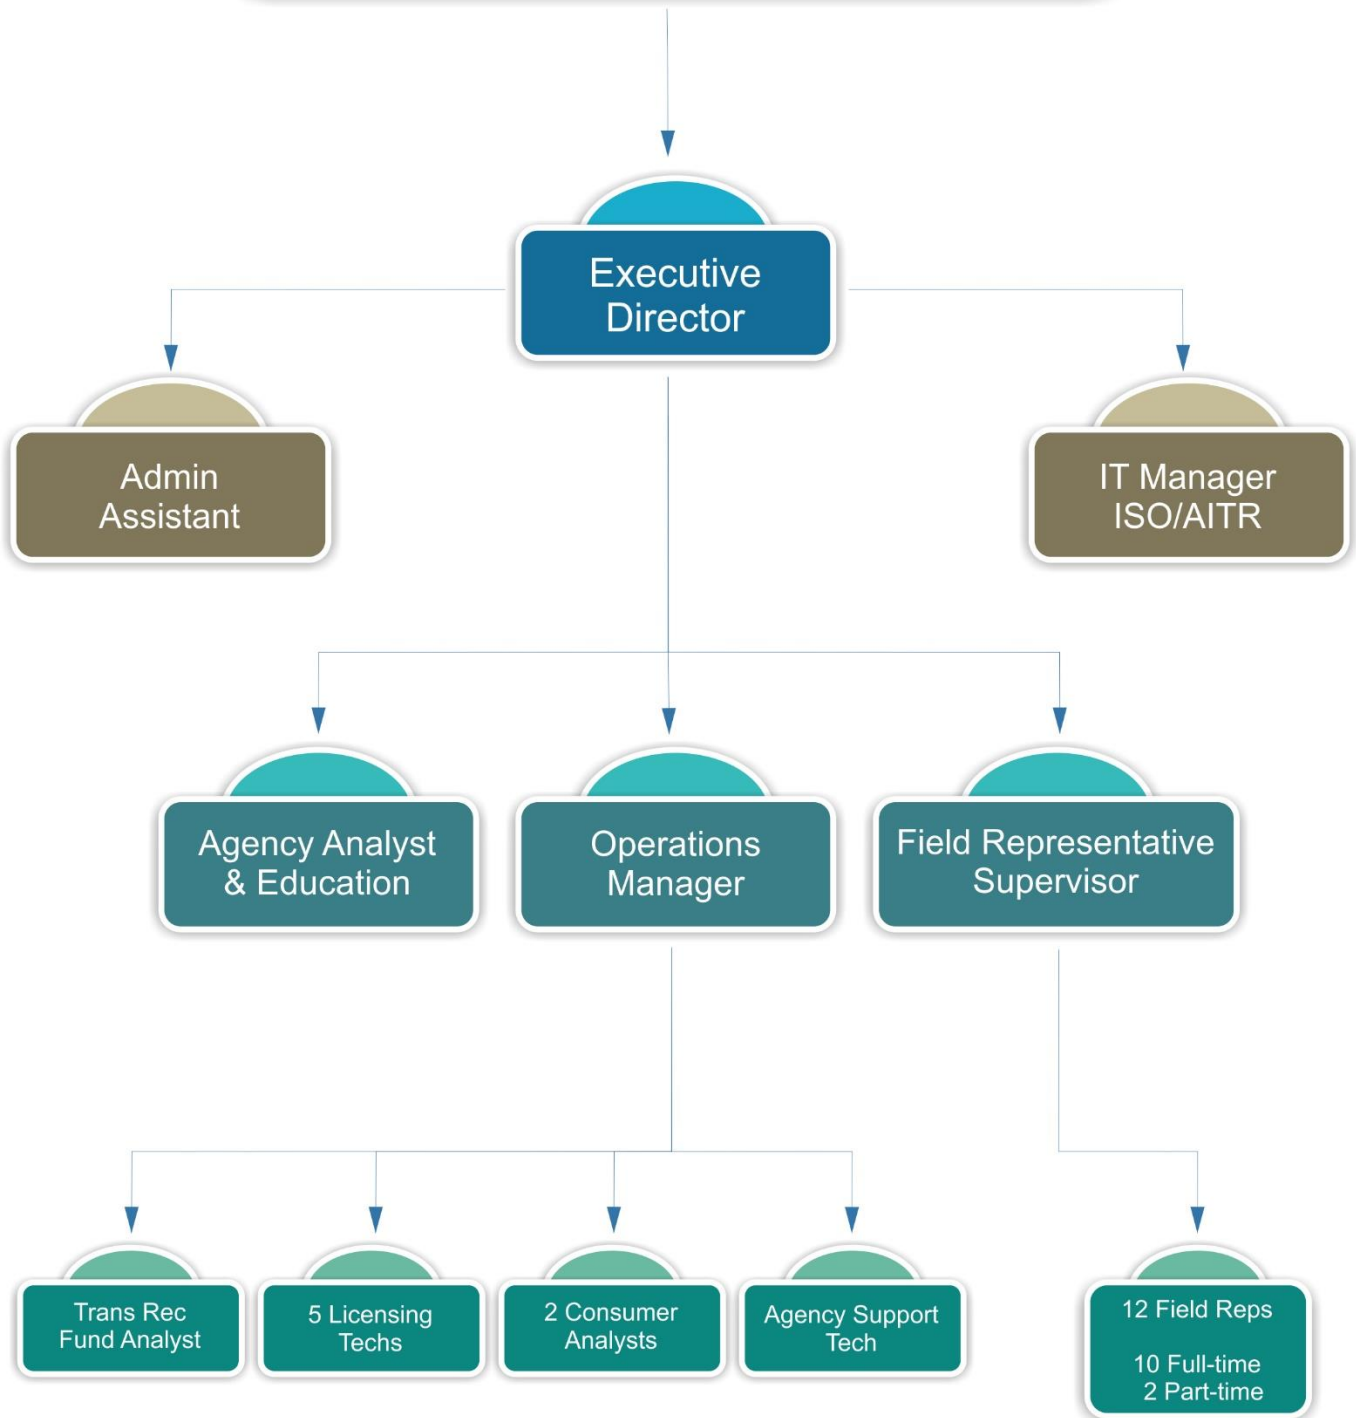 Executive
Director
Admin
Assistant
IT Manager
ISO/AITR
Agency Analyst
& Education
Operations
Manager
Field Representative
Supervisor
Trans Rec
Fund Analyst
5 Licensing
Techs
2 Consumer
Analysts
Agency Support
Tech
12 Field Reps
10 Full-time
2 Part-time